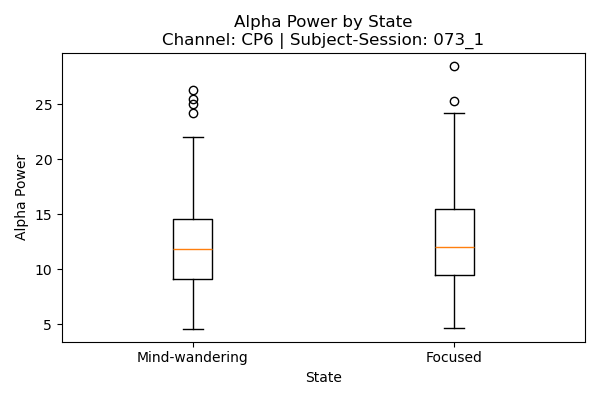 Alpha Power by State
Channel: CP6 | Subject-Session: 073_1
Alpha Power
25
20
15
10
5
Mind-wandering
Focused
State